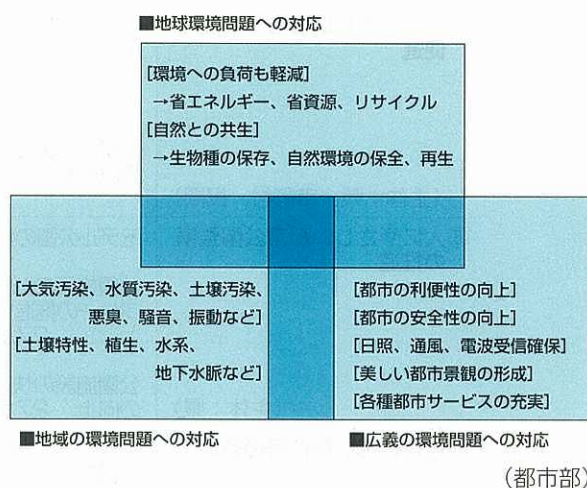 ■地球環境問題への対応
[環境への負荷も軽減]
→省エネルギー、省資源、リサイクル
[自然との共生]
→生物種の保存、自然環境の保全、再生
[大気汚染、水質汚染、土壌汚染、
悪臭、騒音、振動など]
[土壌特性、植生、水系、
地下水脈など]
[都市の利便性の向上]
[都市の安全性の向上]
[日照、通風、電波受信確保]
[美しい都市景観の形成]
[各種都市サービスの充実]
■地域の環境問題への対応
■広義の環境問題への対応
(都市部)